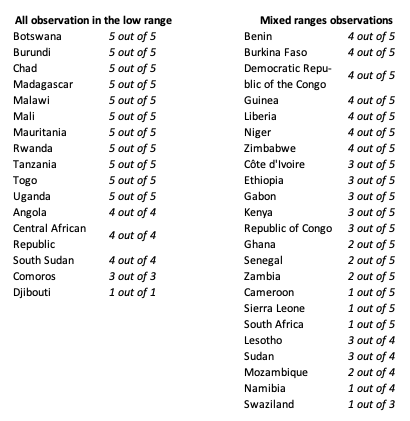 All observation in the low range
Botswana 5 out of 5
Burundi 5 out of 5
Chad 5 out of 5
Madagascar 5 out of 5
Malawi 5 out of 5
Mali 5 out of 5
Mauritania 5 out of 5
Rwanda 5 out of 5
Tanzania 5 out of 5
Togo 5 out of 5
Uganda 5 out of 5
Angola 4 out of 4
Central African
Republic 4 out of 4
South Sudan 4 out of 4
Comoros 3 out of 3
Djibouti 1 out of 1
Mixed ranges observations
Benin 4 out of 5
Burkina Faso 4 out of 5
Democratic Repu-
blic of the Congo 4 out of 5
Guinea 4 out of 5
Liberia 4 out of 5
Niger 4 out of 5
Zimbabwe 4 out of 5
Côte d'Ivoire 3 out of 5
Ethiopia 3 out of 5
Gabon 3 out of 5
Kenya 3 out of 5
Republic of Congo 3 out of 5
Ghana 2 out of 5
Senegal 2 out of 5
Zambia 2 out of 5
Cameroon 1 out of 5
Sierra Leone 1 out of 5
South Africa 1 out of 5
Lesotho 3 out of 4
Sudan 3 out of 4
Mozambique 2 out of 4
Namibia 1 out of 4
Swaziland 1 out of 3